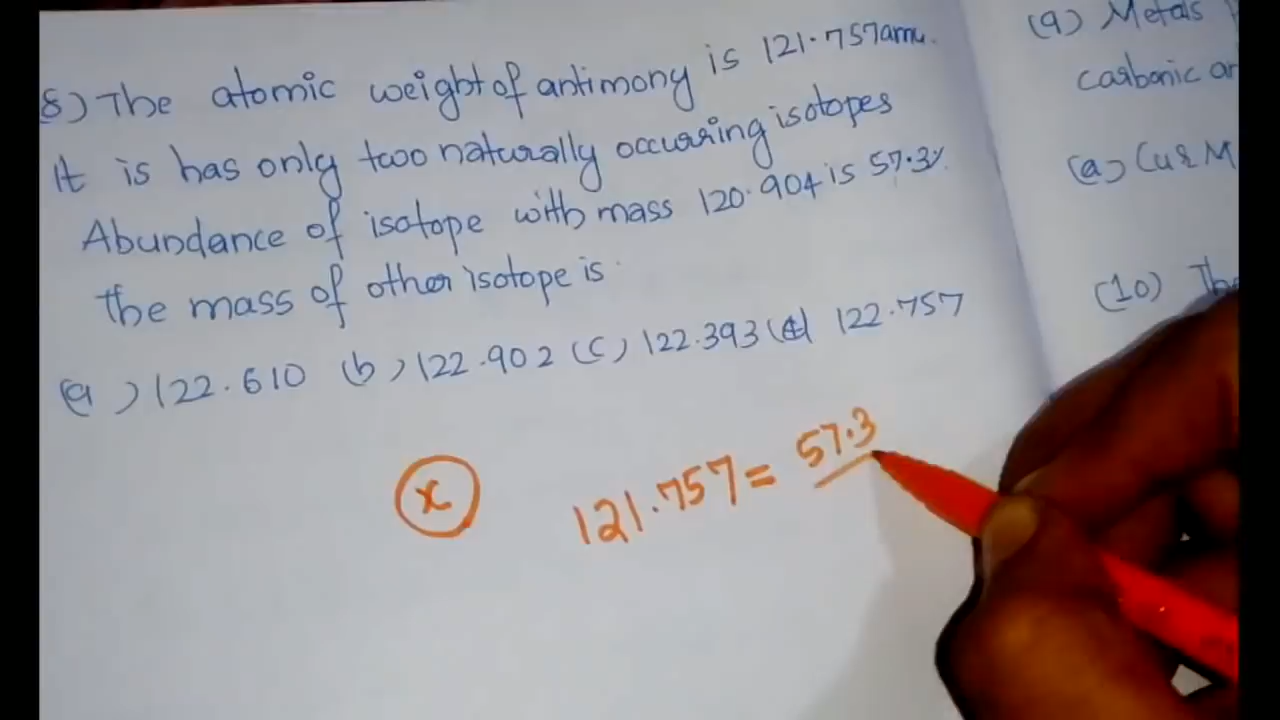 8) The atomic weight of antimony is 121.757amu.
It is has only two naturally occurring isotopes
Abundance of isotope with mass 120.904 is 57.3%.
the mass of other isotope is
(a) 122.610 (b) 122.902 (c) 122.393 (d) 122.757
x
121.757 = 57.3
(9) Metals
carbonic
(a) Cu &
(10)